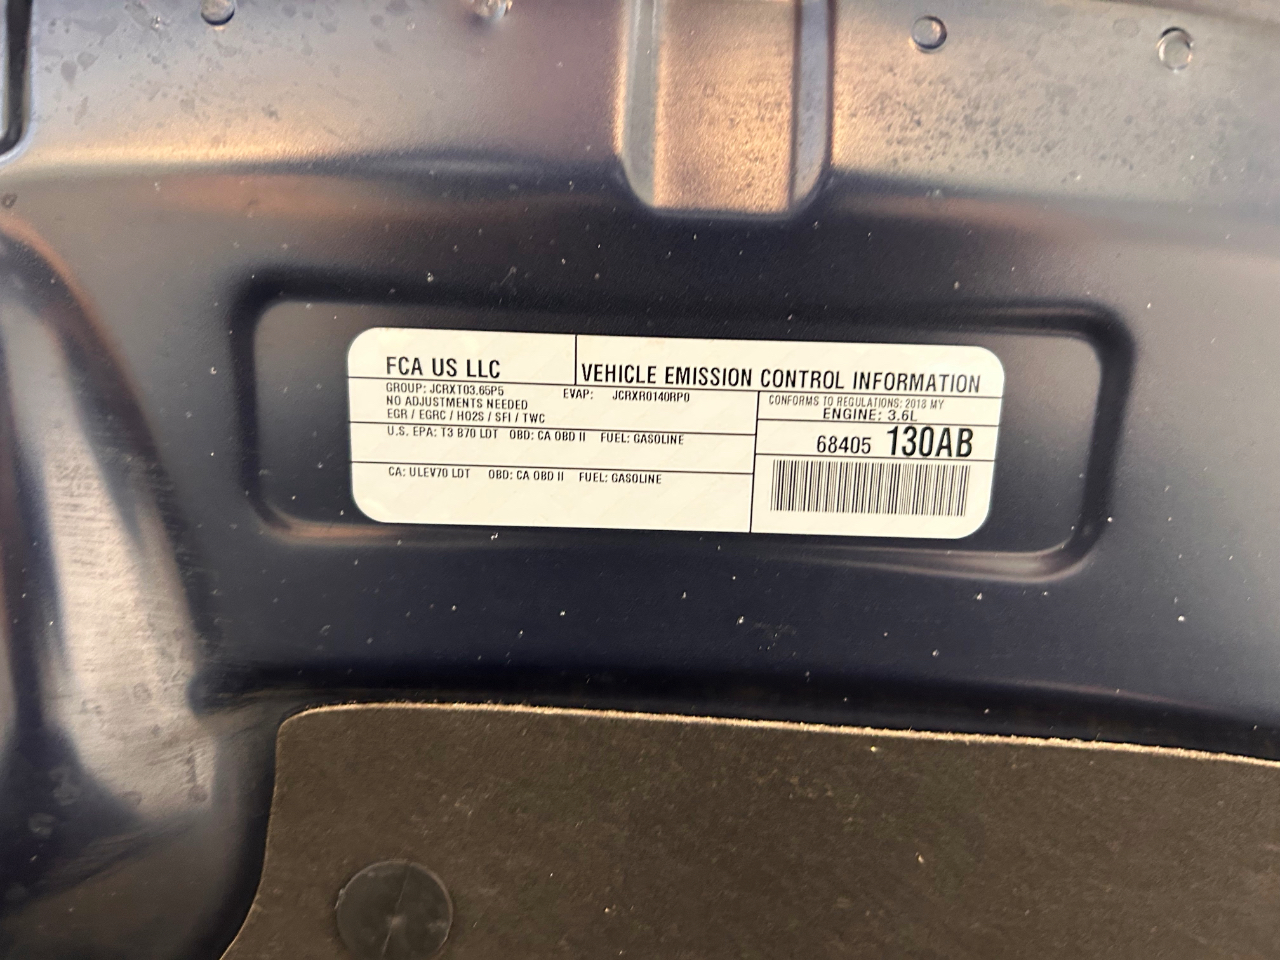 FCA US LLC
VEHICLE EMISSION CONTROL INFORMATION
GROUP: JCRXT03.65P5 EVAP: JCRXR0140RP0
NO ADJUSTMENTS NEEDED
EGR / EGRC / HO2S / SFI / TWC
CONFORMS TO REGULATIONS: 2018 MY
ENGINE: 3.6L
U.S. EPA: T3 B70 LDT OBD: CA OBD II FUEL: GASOLINE
68405 130AB
CA: ULEV70 LDT OBD: CA OBD II FUEL: GASOLINE